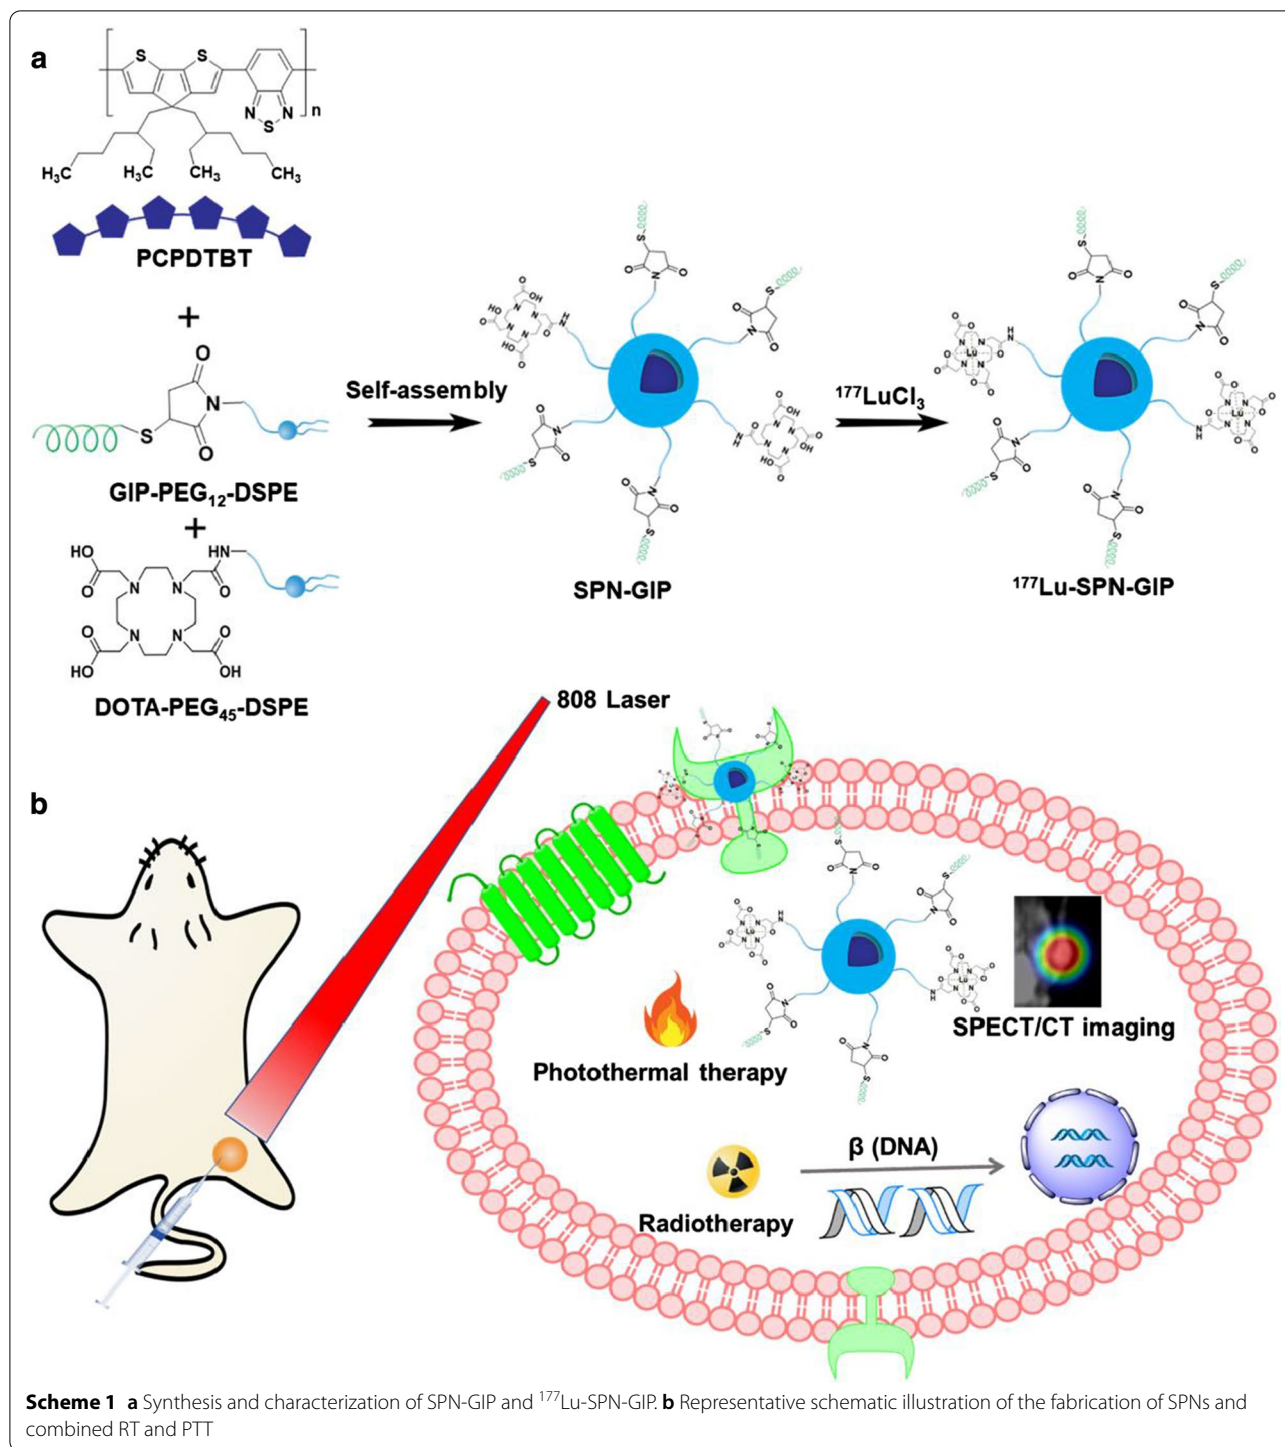 a
S S
N S N
n
H₃C H₃C CH₃ CH₃
PCPDTBT
+
O
N
S
O
GIP-PEG₁₂-DSPE
+
HO HN
O O
N N
N N
O O
HO OH
DOTA-PEG₄₅-DSPE
Self-assembly
SPN-GIP
¹⁷⁷LuCl₃
¹⁷⁷Lu-SPN-GIP
808 Laser
b
SPECT/CT imaging
Photothermal therapy
β (DNA)
Radiotherapy
Scheme 1 a Synthesis and characterization of SPN-GIP and ¹⁷⁷Lu-SPN-GIP. b Representative schematic illustration of the fabrication of SPNs and
combined RT and PTT